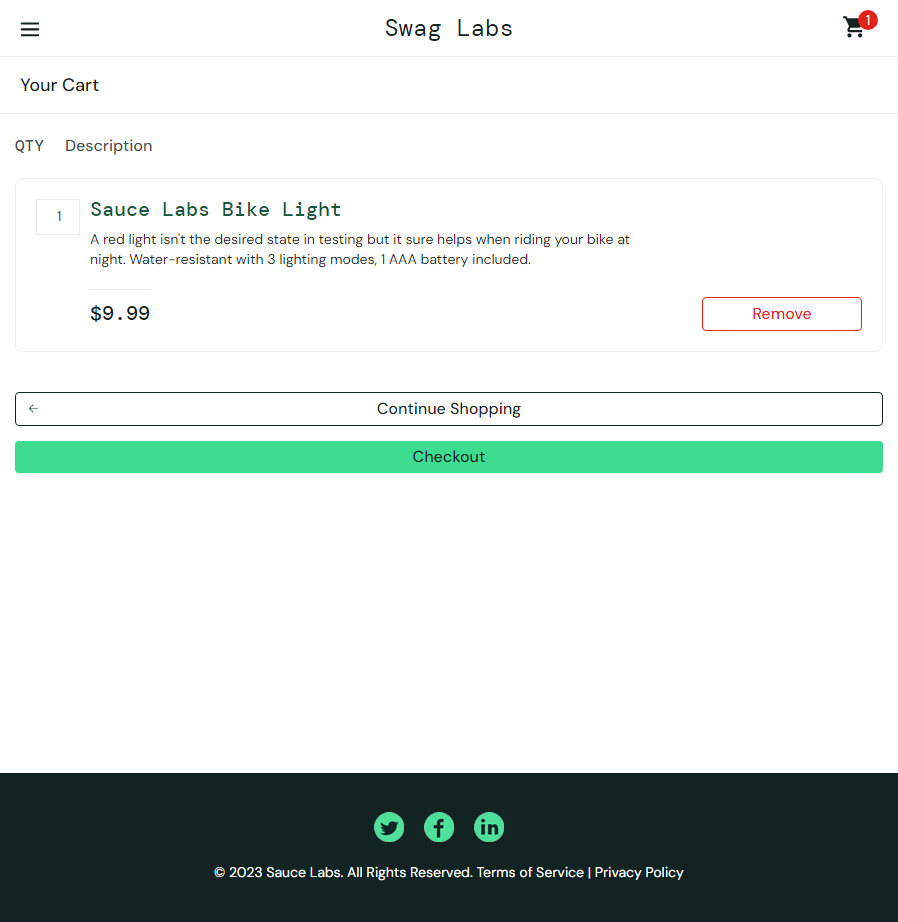 Swag Labs
1
Your Cart
QTY Description
1
Sauce Labs Bike Light
A red light isn't the desired state in testing but it sure helps when riding your bike at
night. Water-resistant with 3 lighting modes, 1 AAA battery included.
$9.99
Remove
Continue Shopping
Checkout
© 2023 Sauce Labs. All Rights Reserved. Terms of Service | Privacy Policy